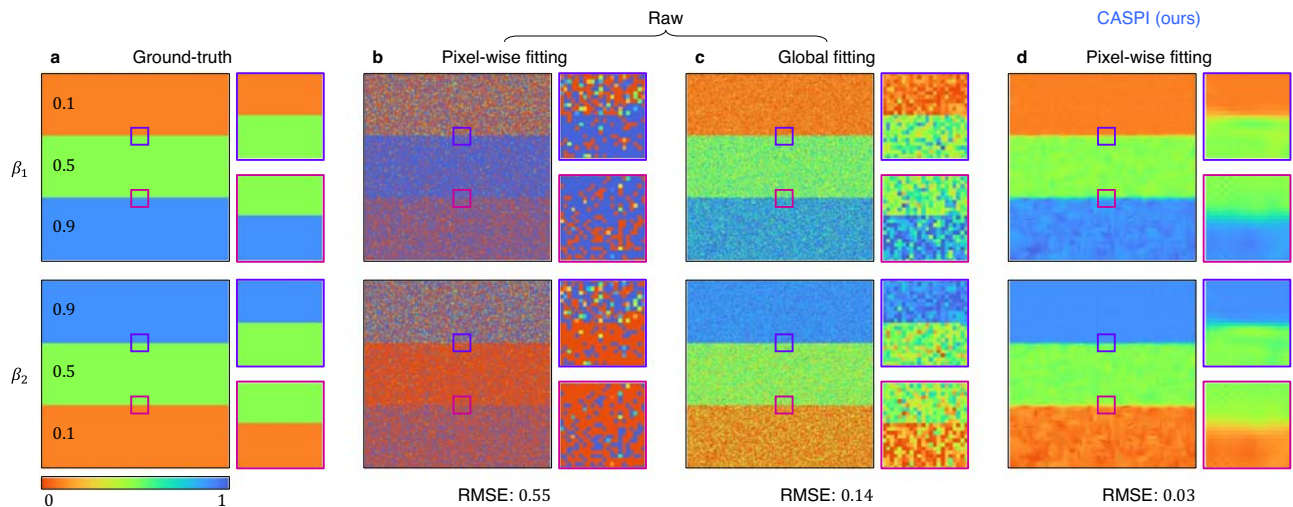 Raw
CASPI (ours)
a Ground-truth
b Pixel-wise fitting
c Global fitting
d Pixel-wise fitting
β₁
0.1
0.5
0.9
β₂
0.9
0.5
0.1
0 1
RMSE: 0.55
RMSE: 0.14
RMSE: 0.03